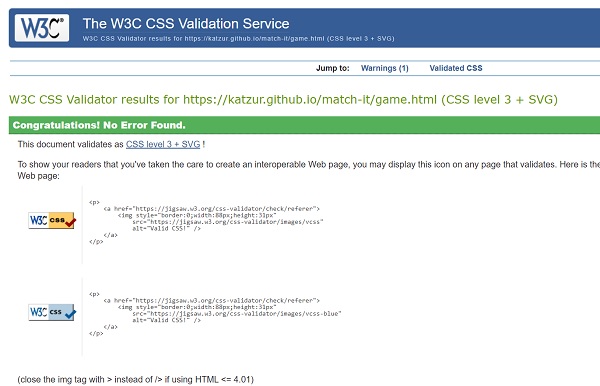 W3C®
The W3C CSS Validation Service
W3C CSS Validator results for https://katzur.github.io/match-it/game.html (CSS level 3 + SVG)
Jump to: Warnings (1) Validated CSS
W3C CSS Validator results for https://katzur.github.io/match-it/game.html (CSS level 3 + SVG)
Congratulations! No Error Found.
This document validates as CSS level 3 + SVG !
To show your readers that you've taken the care to create an interoperable Web page, you may display this icon on any page that validates. Here is the
Web page:
W3C css
<p>
<a href="https://jigsaw.w3.org/css-validator/check/referer">
<img style="border:0;width:88px;height:31px"
src="https://jigsaw.w3.org/css-validator/images/vcss"
alt="Valid CSS!" />
</a>
</p>
W3C css
<p>
<a href="https://jigsaw.w3.org/css-validator/check/referer">
<img style="border:0;width:88px;height:31px"
src="https://jigsaw.w3.org/css-validator/images/vcss-blue"
alt="Valid CSS!" />
</a>
</p>
(close the img tag with > instead of /> if using HTML <= 4.01)